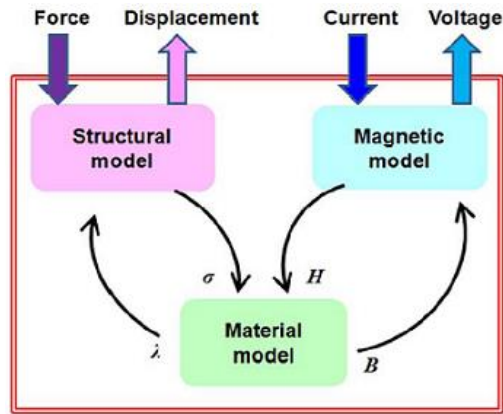 Force Displacement Current Voltage
Structural model
Magnetic model
σ H
λ
Material model
B